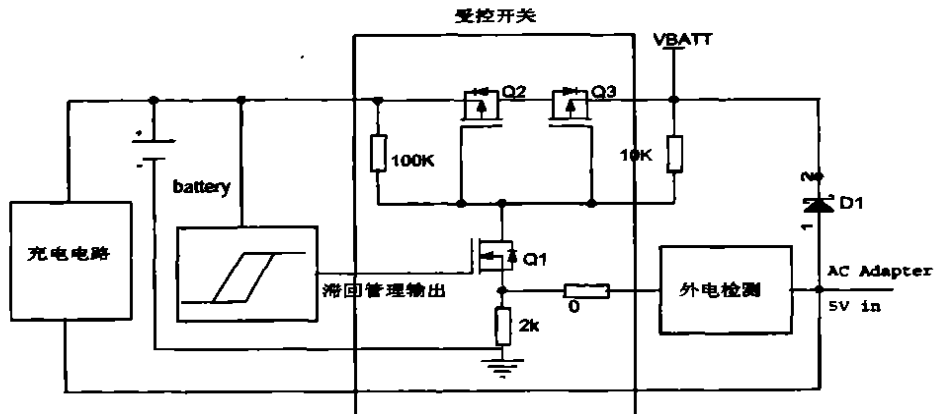 受控开关
VBATT
Q2
Q3
100K
10K
battery
+
-
2
D1
1
充电电路
Q1
滞回管理输出
外电检测
AC Adapter
5V in
0
2k